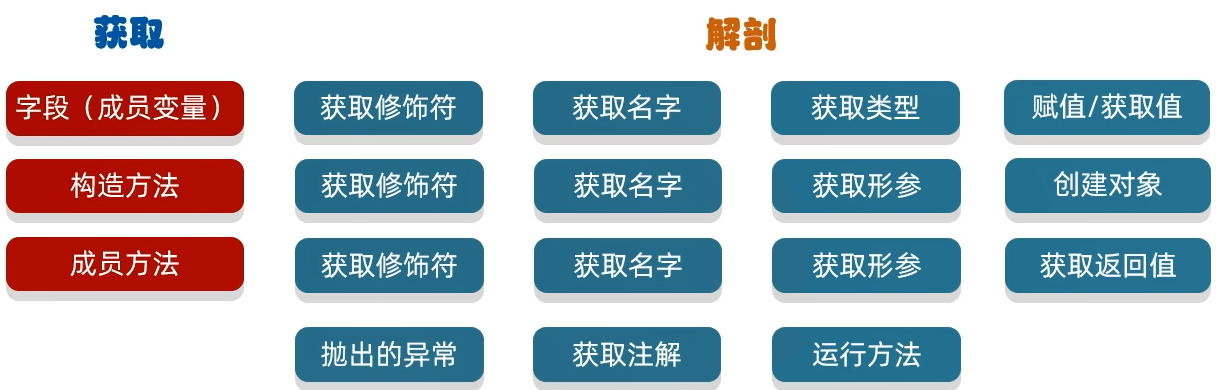 获取 解剖
字段（成员变量） 获取修饰符 获取名字 获取类型 赋值/获取值
构造方法 获取修饰符 获取名字 获取形参 创建对象
成员方法 获取修饰符 获取名字 获取形参 获取返回值
抛出的异常 获取注解 运行方法